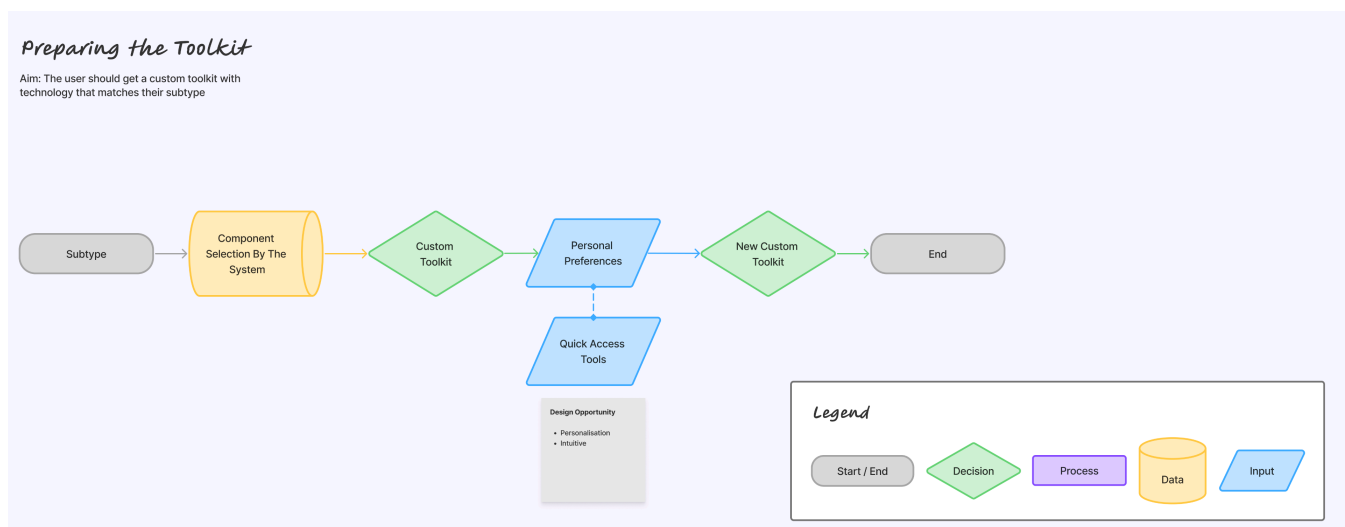 Preparing the Toolkit
Aim: The user should get a custom toolkit with
technology that matches their subtype
Subtype
Component
Selection By The
System
Custom
Toolkit
Personal
Preferences
New Custom
Toolkit
End
Quick Access
Tools
Design Opportunity
• Personalisation
• Intuitive
Legend
Start / End
Decision
Process
Data
Input